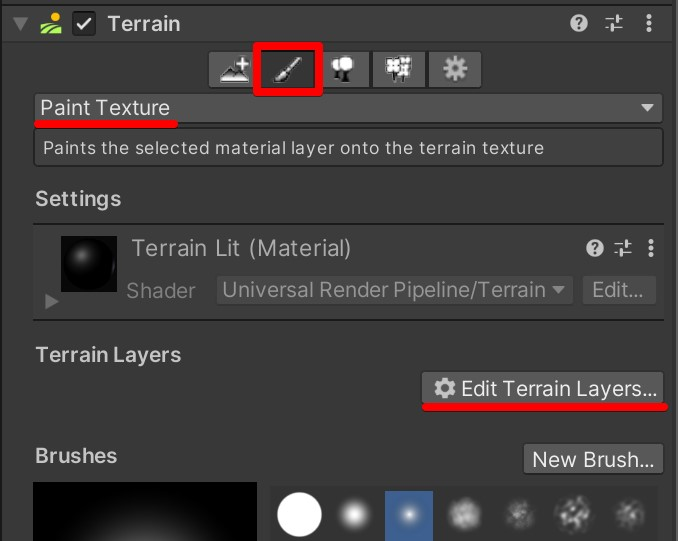 Terrain
Paint Texture
Paints the selected material layer onto the terrain texture
Settings
Terrain Lit (Material)
Shader Universal Render Pipeline/Terrain Edit...
Terrain Layers
Edit Terrain Layers...
Brushes
New Brush...